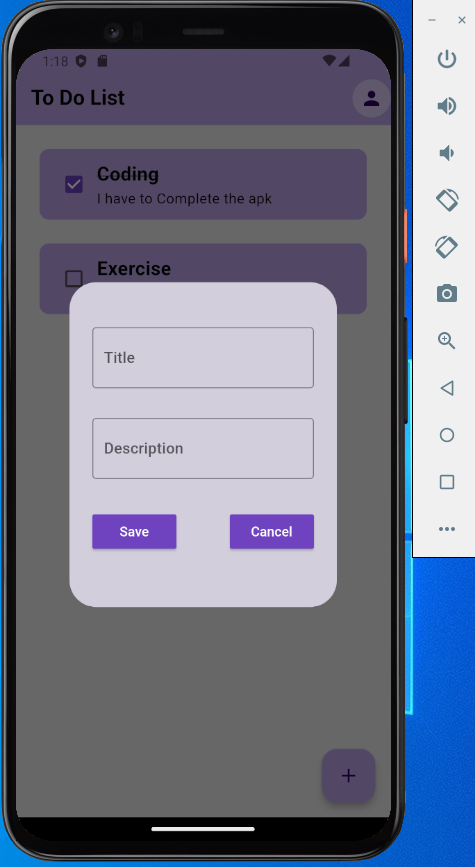 1:18
To Do List
Coding
I have to Complete the apk
Exercise
Title
Description
Save
Cancel